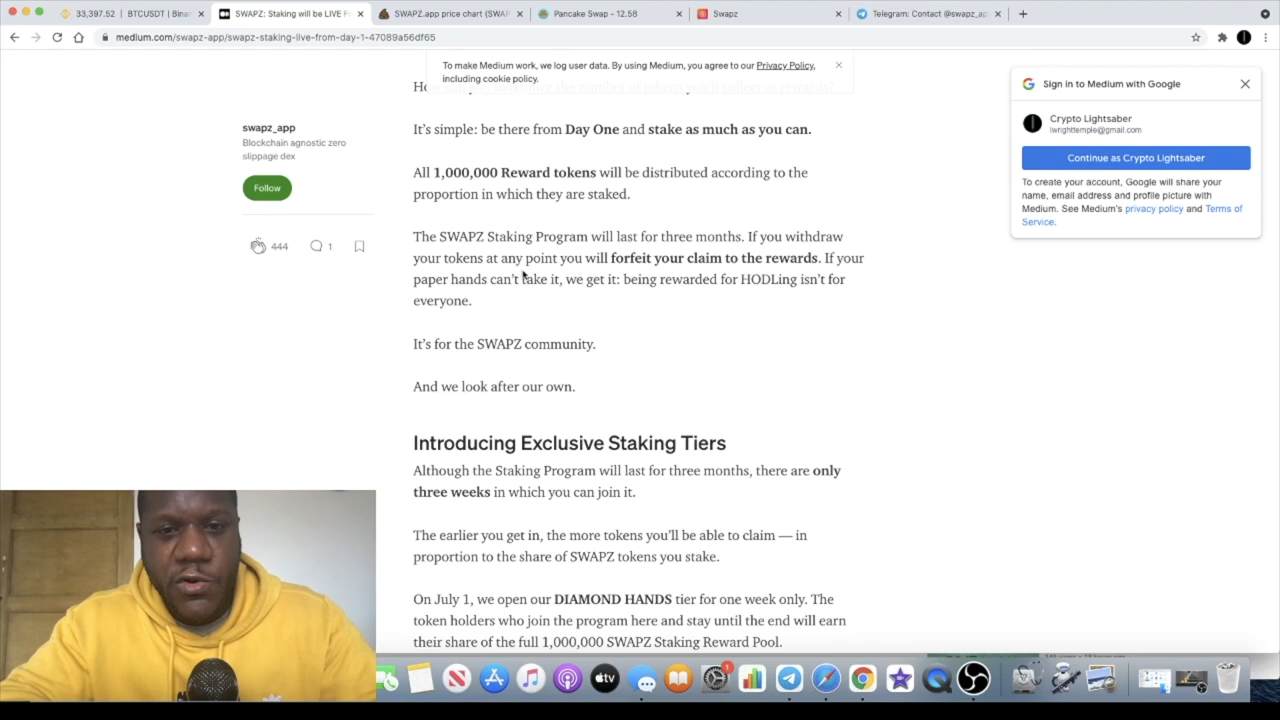 33,397.52 | BTCUSDT | Binan
SWAPZ: Staking will be LIVE F
SWAPZ.app price chart (SWAP
Pancake Swap - 12.58
Swapz
Telegram: Contact @swapz_ap
medium.com/swapz-app/swapz-staking-live-from-day-1-47089a56df65
To make Medium work, we log user data. By using Medium, you agree to our Privacy Policy,
including cookie policy.
Sign in to Medium with Google
Crypto Lightsaber
lwrighttemple@gmail.com
Continue as Crypto Lightsaber
To create your account, Google will share your
name, email address and profile picture with
Medium. See Medium's privacy policy and Terms of
Service.
swapz_app
Blockchain agnostic zero
slippage dex
Follow
444
1
It's simple: be there from Day One and stake as much as you can.
All 1,000,000 Reward tokens will be distributed according to the
proportion in which they are staked.
The SWAPZ Staking Program will last for three months. If you withdraw
your tokens at any point you will forfeit your claim to the rewards. If your
paper hands can't take it, we get it: being rewarded for HODLing isn't for
everyone.
It's for the SWAPZ community.
And we look after our own.
Introducing Exclusive Staking Tiers
Although the Staking Program will last for three months, there are only
three weeks in which you can join it.
The earlier you get in, the more tokens you'll be able to claim — in
proportion to the share of SWAPZ tokens you stake.
On July 1, we open our DIAMOND HANDS tier for one week only. The
token holders who join the program here and stay until the end will earn
their share of the full 1,000,000 SWAPZ Staking Reward Pool.
tv
1